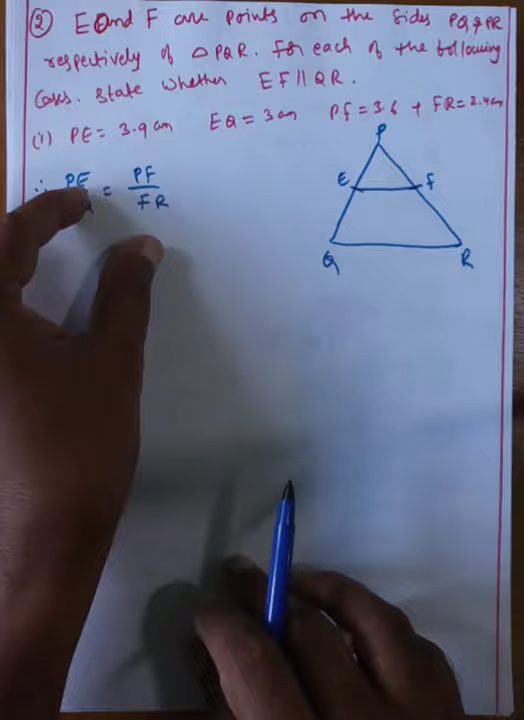 ② E and F are points on the sides PQ & PR
respectively of △ PQR. For each of the following
Cases. State whether EF || QR.
(i) PE = 3.9 cm EQ = 3 cm Pf = 3.6 + FR = 2.4 cm
P
E F
Q R
∴ PE = PF
FR